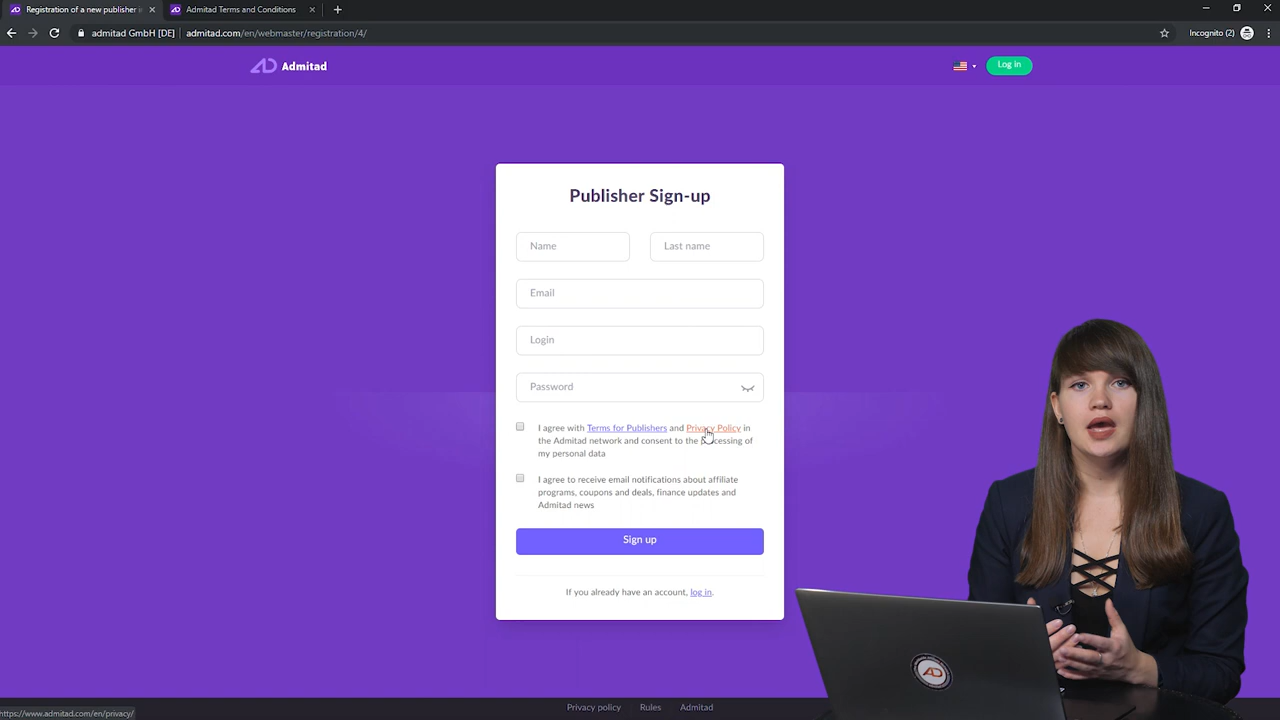 Registration of a new publisher i
Admitad Terms and Conditions
admitad GmbH [DE]
admitad.com/en/webmaster/registration/4/
Incognito (2)
Admitad
Log in
Publisher Sign-up
Name
Last name
Email
Login
Password
I agree with Terms for Publishers and Privacy Policy in
the Admitad network and consent to the processing of
my personal data
I agree to receive email notifications about affiliate
programs, coupons and deals, finance updates and
Admitad news
Sign up
If you already have an account, log in.
AD
https://www.admitad.com/en/privacy/
Privacy policy
Rules
Admitad